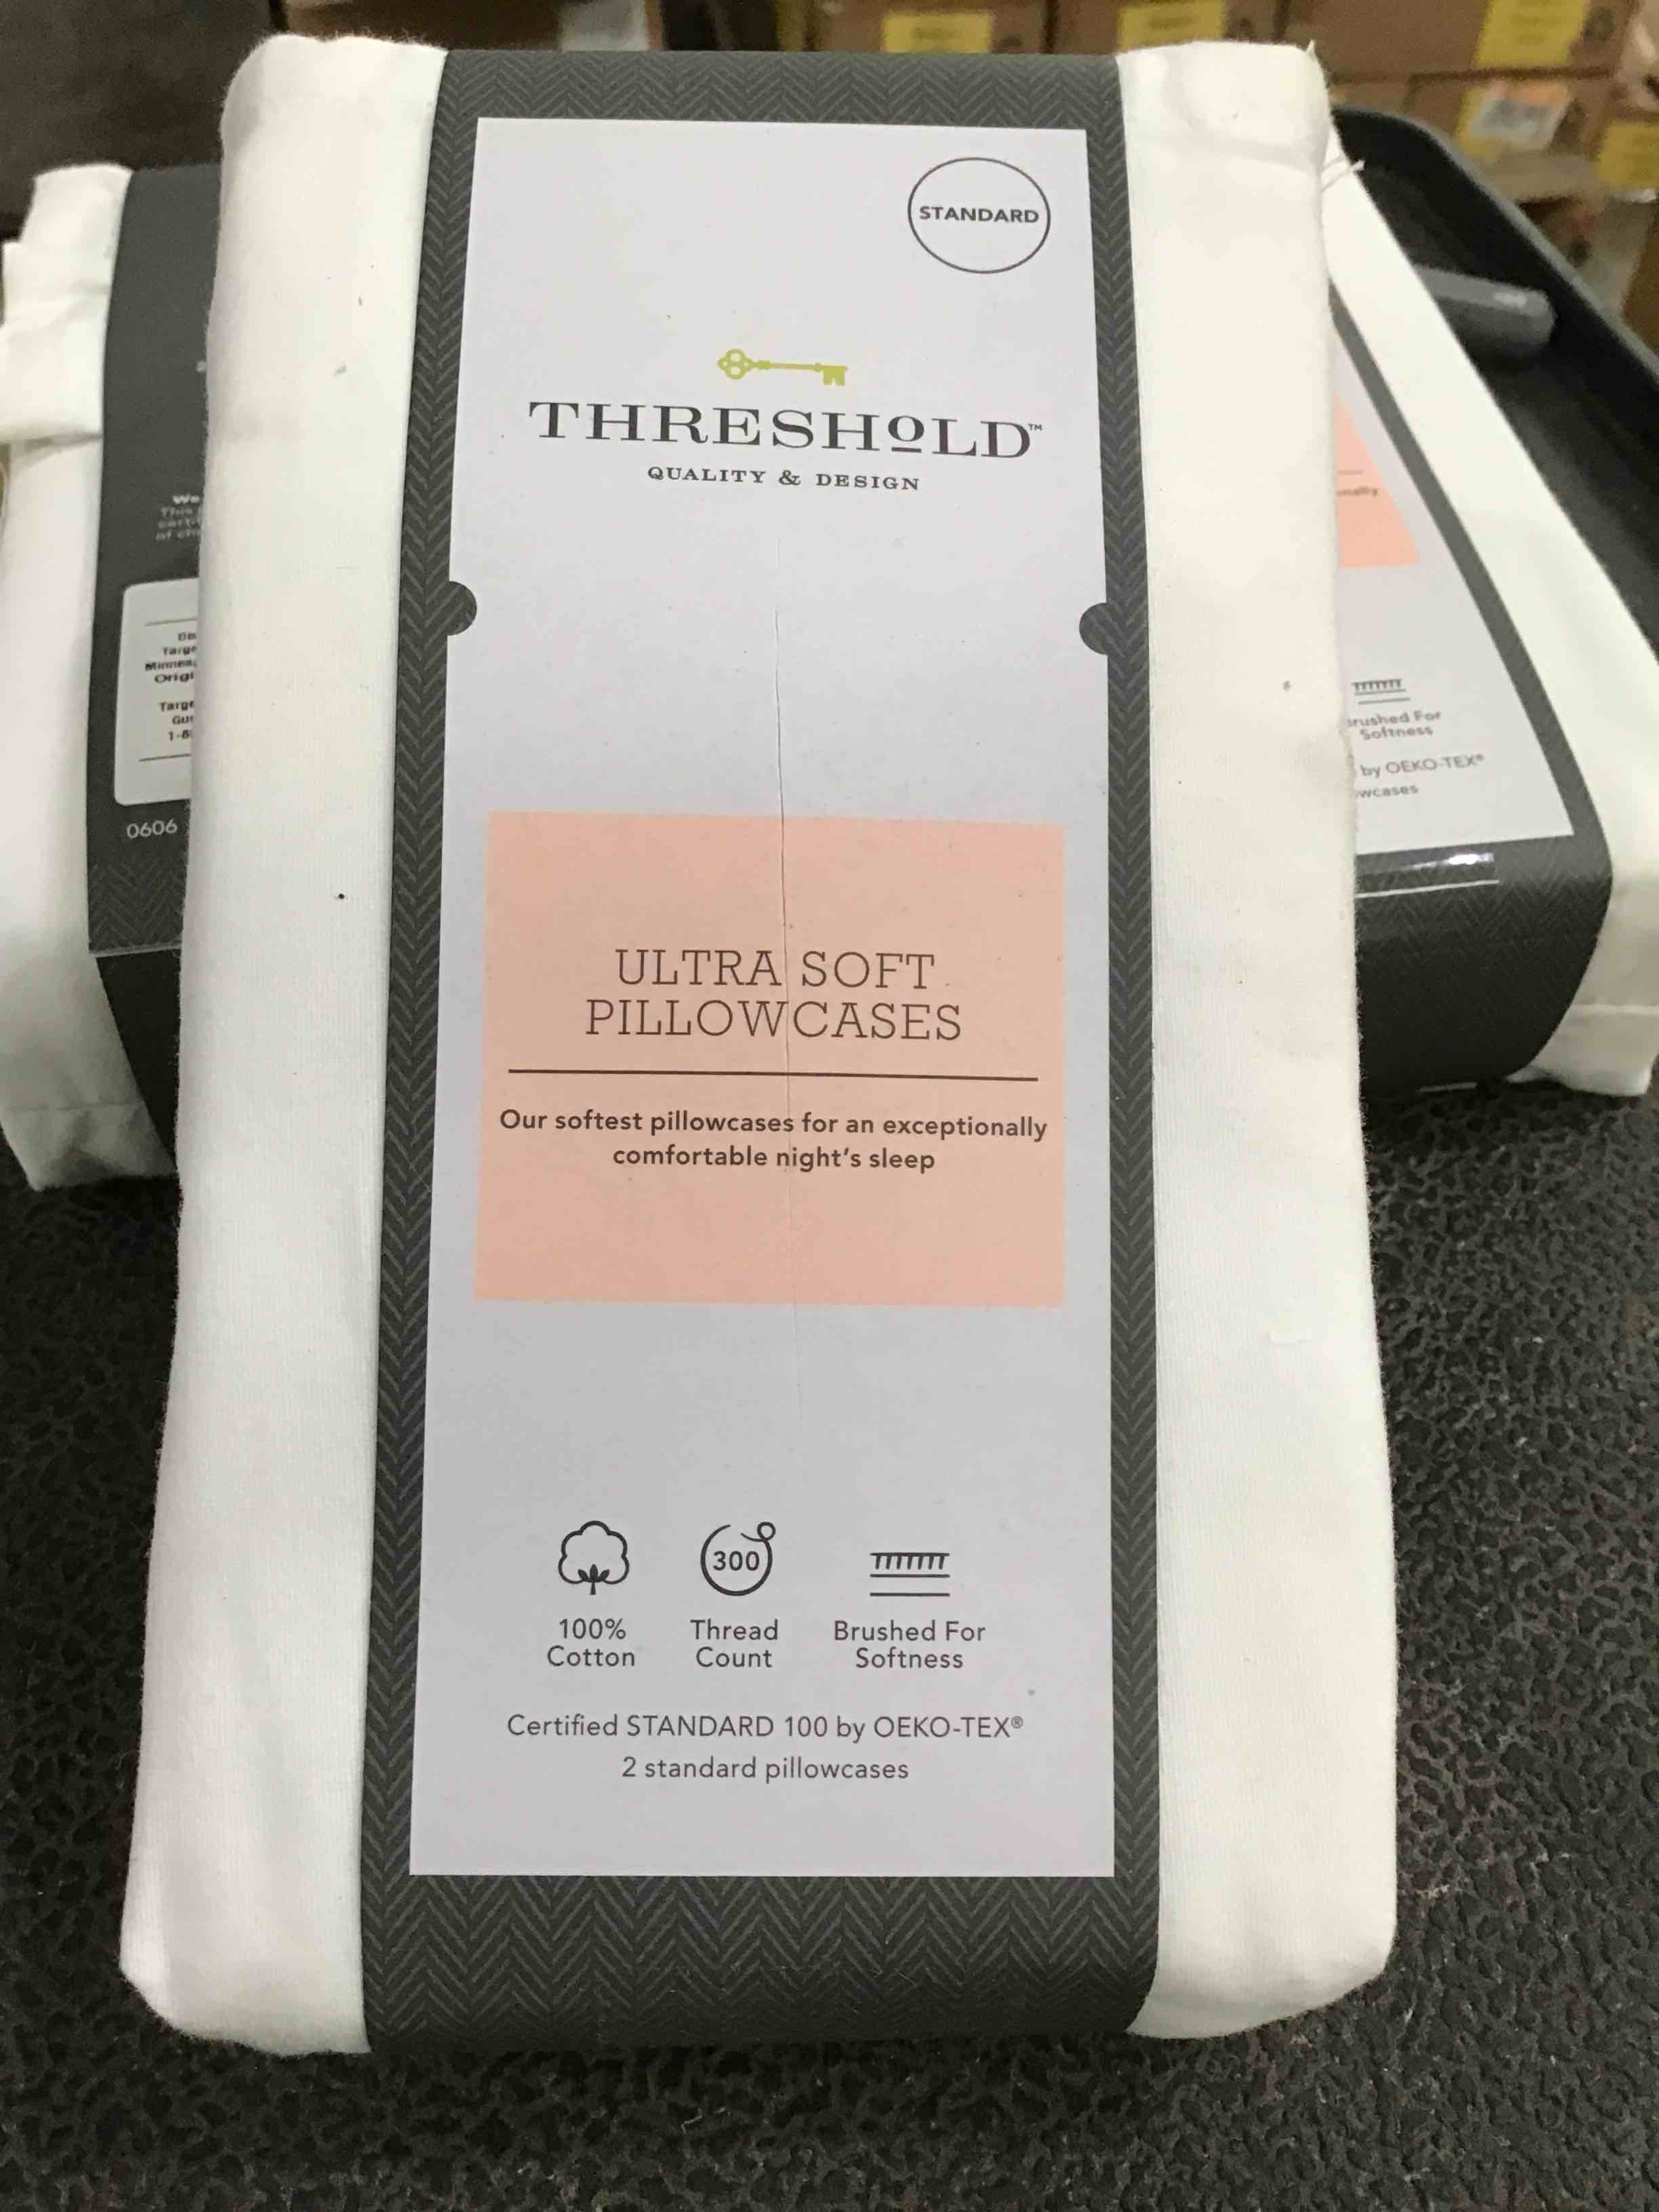 STANDARD
THRESHOLD™
QUALITY & DESIGN
ULTRA SOFT
PILLOWCASES
Our softest pillowcases for an exceptionally
comfortable night's sleep
300
100%
Cotton
Thread
Count
Brushed For
Softness
Certified STANDARD 100 by OEKO-TEX®
2 standard pillowcases
We
This
0606
Softness
by OEKO-TEX®